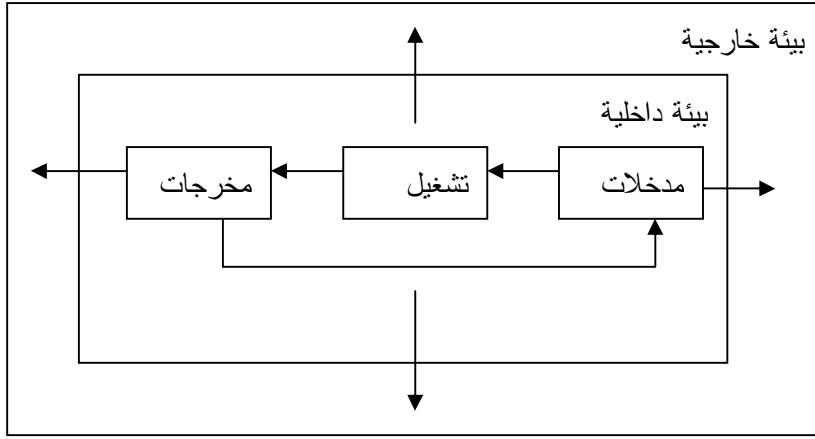 بيئة خارجية
بيئة داخلية
مدخلات
تشغيل
مخرجات